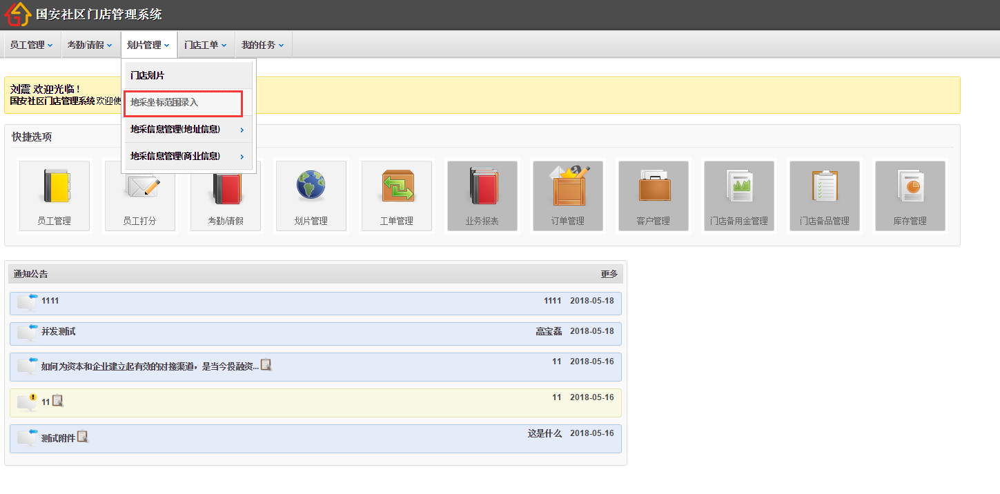 国安社区门店管理系统
员工管理 考勤/请假 划片管理 门店工单 我的任务
门店划片
地采坐标范围录入
地采信息管理(地址信息)
地采信息管理(商业信息)
刘震 欢迎光临！
国安社区门店管理系统 欢迎使
快捷选项
员工管理 员工打分 考勤/请假 划片管理 工单管理 业务报表 订单管理 客户管理 门店备用金管理 门店备品管理 库存管理
通知公告 更多
1111 1111 2018-05-18
并发测试 高宝磊 2018-05-18
如何为资本和企业建立起有效的对接渠道，是当今投融资... 11 2018-05-16
11 11 2018-05-16
测试附件 这是什么 2018-05-16